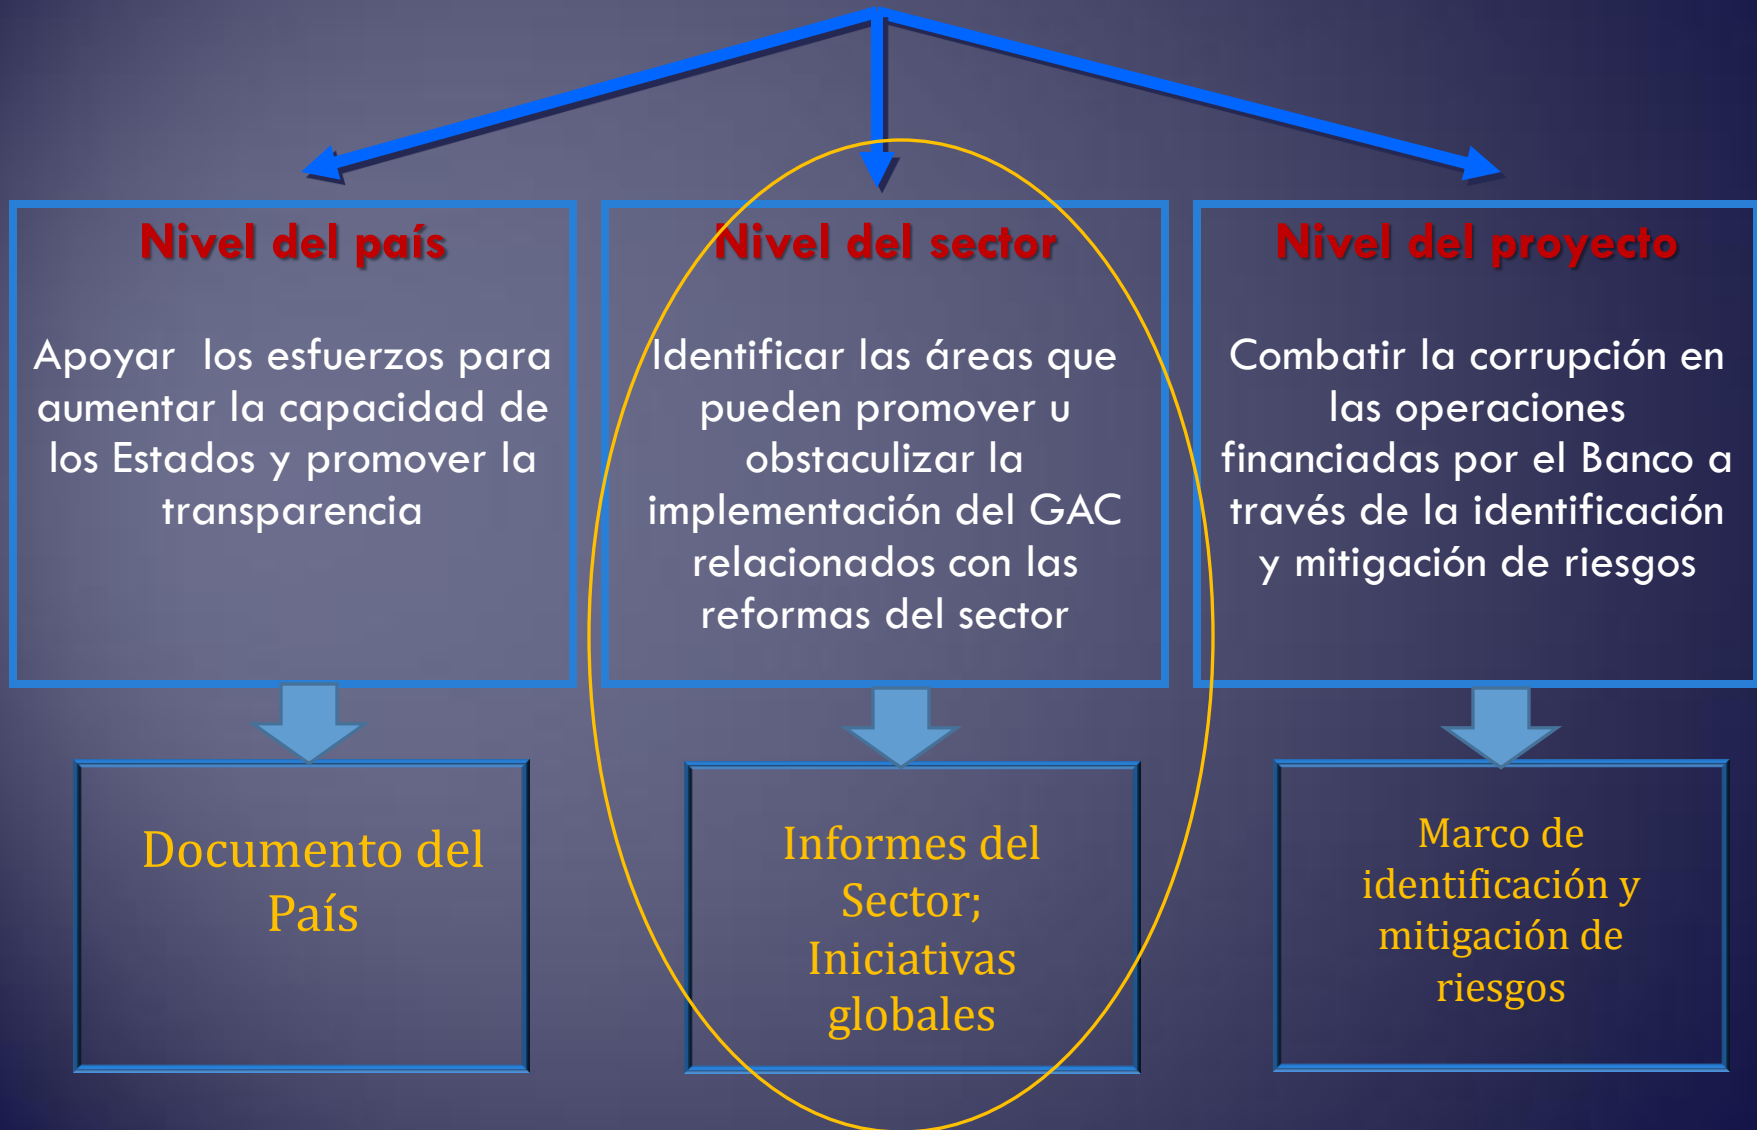 Nivel del país
Apoyar los esfuerzos para
aumentar la capacidad de
los Estados y promover la
transparencia
Nivel del sector
Identificar las áreas que
pueden promover u
obstaculizar la
implementación del GAC
relacionados con las
reformas del sector
Nivel del proyecto
Combatir la corrupción en
las operaciones
financiadas por el Banco a
través de la identificación
y mitigación de riesgos
Documento del
País
Informes del
Sector;
Iniciativas
globales
Marco de
identificación y
mitigación de
riesgos